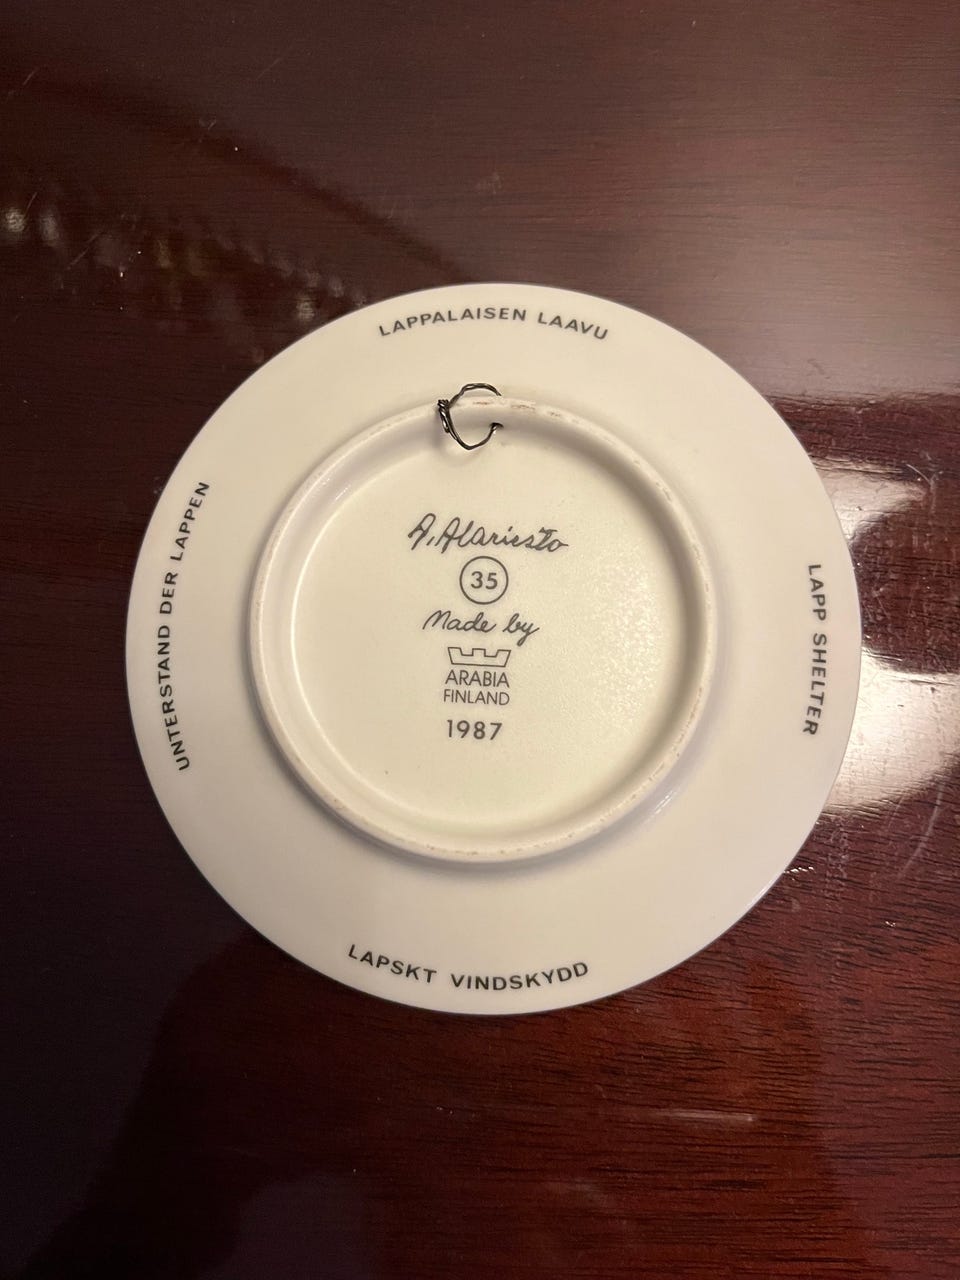 LAPPALAISEN LAAVU
A. Alariesto
35
Made by
ARABIA
FINLAND
1987
UNTERSTAND DER LAPPEN
LAPP SHELTER
LAPSKT VINDSKYDD